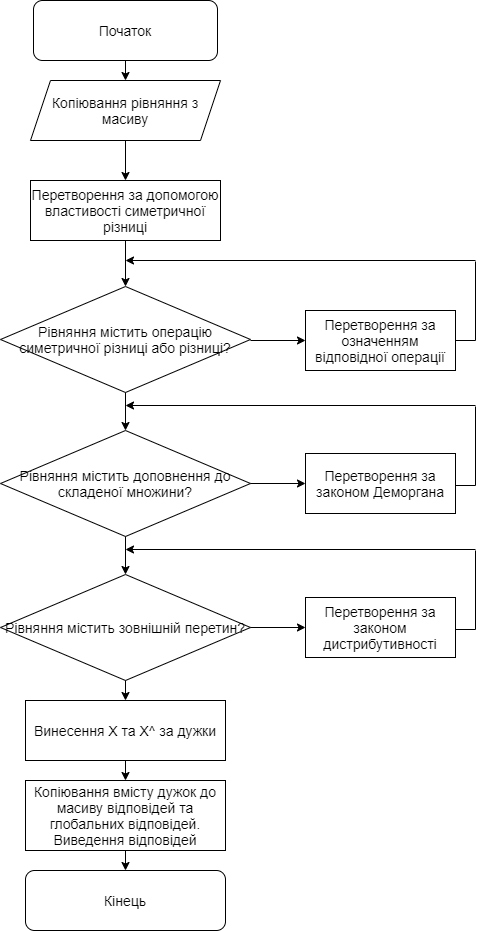 Початок
Копіювання рівняння з
масиву
Перетворення за допомогою
властивості симетричної
різниці
Рівняння містить операцію
симетричної різниці або різниці?
Перетворення за
означенням
відповідної операції
Рівняння містить доповнення до
складеної множини?
Перетворення за
законом Деморгана
Рівняння містить зовнішній перетин?
Перетворення за
законом
дистрибутивності
Винесення X та X^ за дужки
Копіювання вмісту дужок до
масиву відповідей та
глобальних відповідей.
Виведення відповідей
Кінець